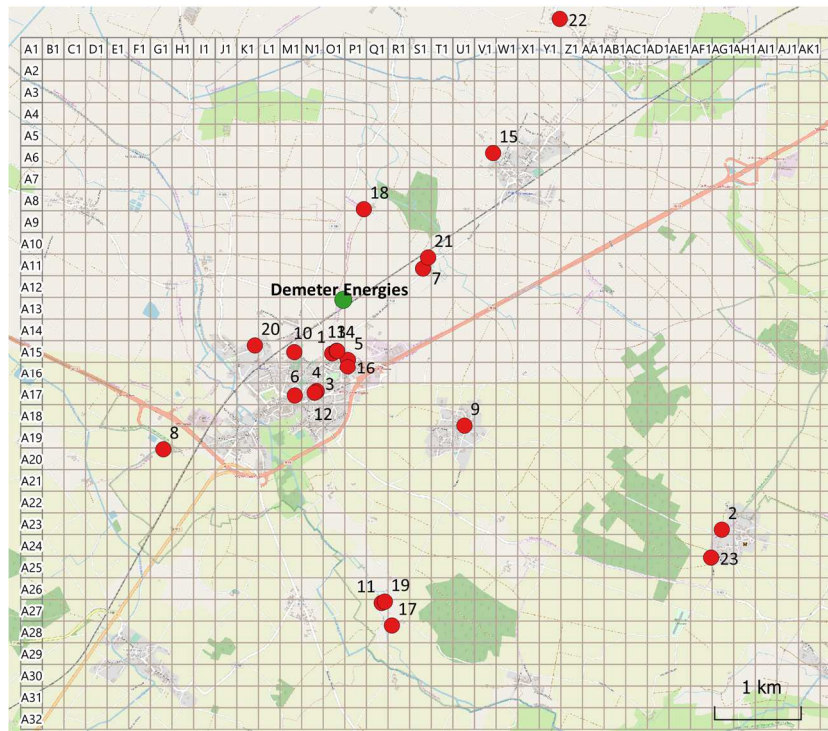 22
A1 B1 C1 D1 E1 F1 G1 H1 I1 J1 K1 L1 M1 N1 O1 P1 Q1 R1 S1 T1 U1 V1 W1 X1 Y1 Z1 AA1 AB1 AC1 AD1 AE1 AF1 AG1 AH1 AI1 AJ1 AK1
A2
A3
A4
A5
15
A6
A7
18
A8
A9
A10
21
A11
7
A12
Demeter Energies
A13
A14
20 10 1 13 14 5
A15
A16
16
6 4 3
A17
12
A18
9
A19
8
A20
A21
A22
2
A23
A24
23
A25
11 19
A26
A27
17
A28
A29
A30
1 km
A31
A32